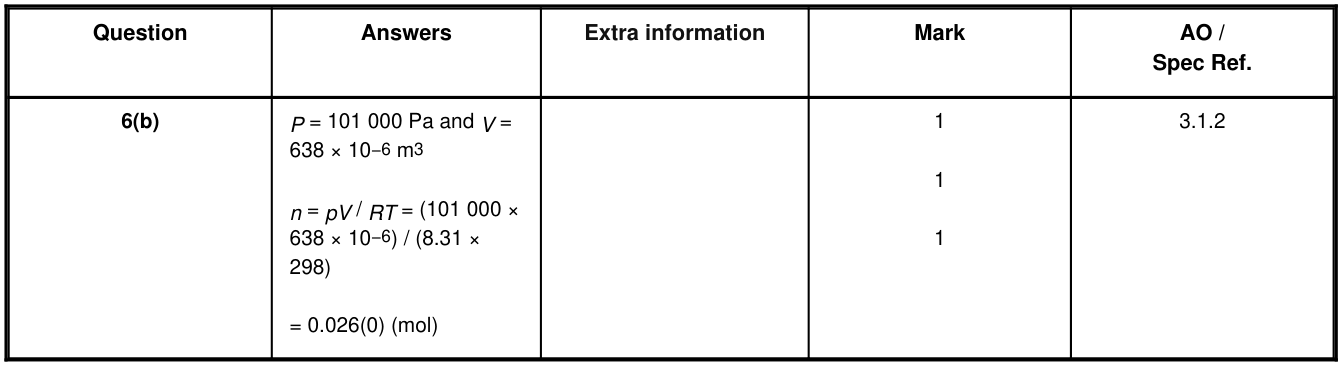 Question Answers Extra information Mark AO /
Spec Ref.
6(b) P = 101 000 Pa and V = 1 3.1.2
638 × 10–6 m3
1
n = pV / RT = (101 000 ×
638 × 10–6) / (8.31 × 1
298)
= 0.026(0) (mol)